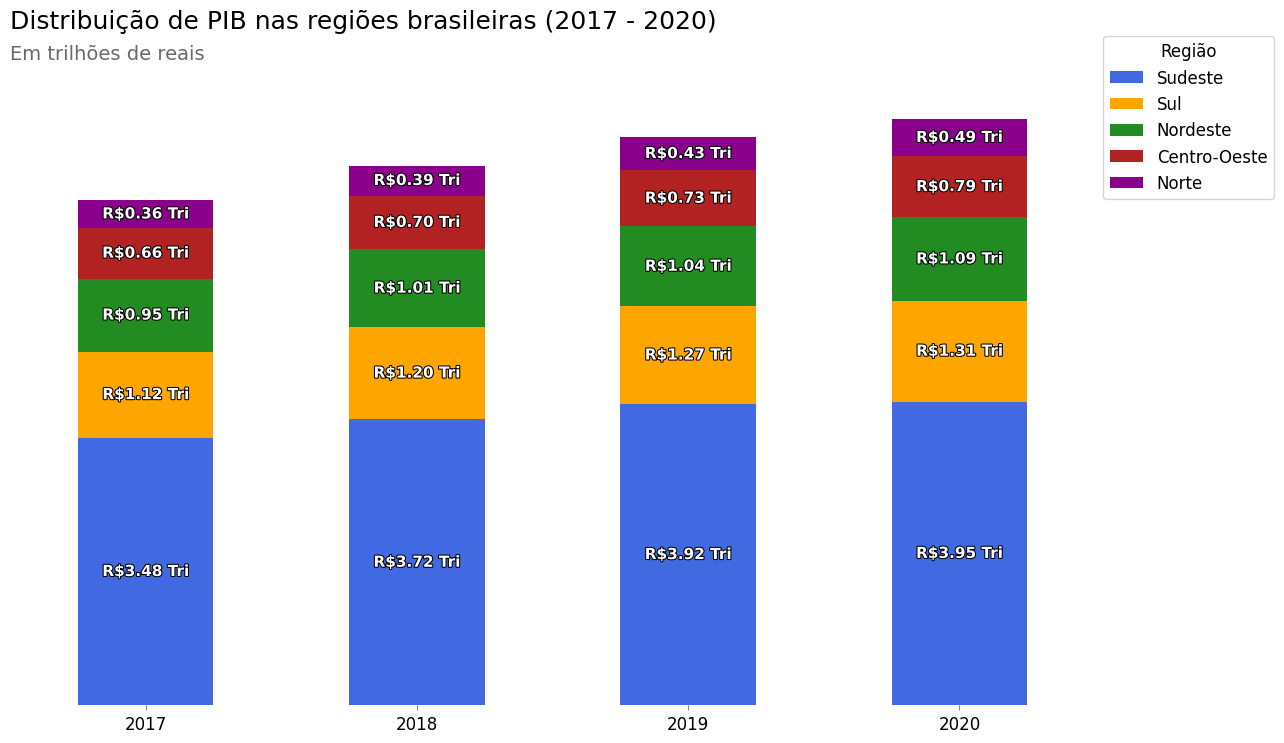 Distribuição de PIB nas regiões brasileiras (2017 - 2020)
Em trilhões de reais
Região
Sudeste
Sul
Nordeste
Centro-Oeste
Norte
R$0.36 Tri
R$0.66 Tri
R$0.95 Tri
R$1.12 Tri
R$3.48 Tri
R$0.39 Tri
R$0.70 Tri
R$1.01 Tri
R$1.20 Tri
R$3.72 Tri
R$0.43 Tri
R$0.73 Tri
R$1.04 Tri
R$1.27 Tri
R$3.92 Tri
R$0.49 Tri
R$0.79 Tri
R$1.09 Tri
R$1.31 Tri
R$3.95 Tri
2017 2018 2019 2020